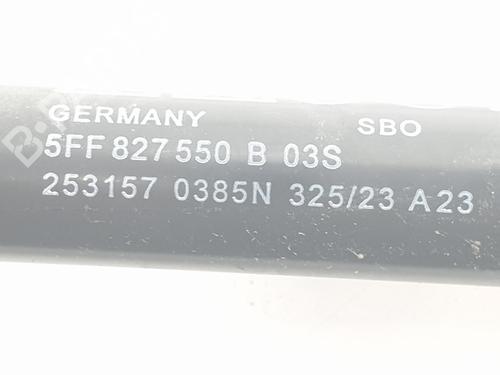 GERMANY SBO
5FF 827 550 B 03S
253157 0385N 325/23 A23